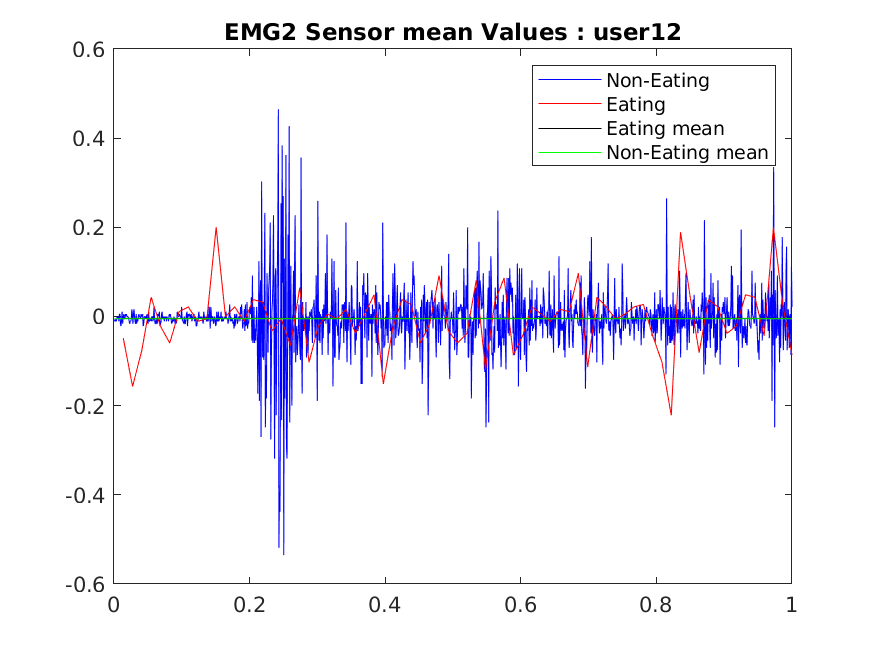 EMG2 Sensor mean Values : user12
0.6
Non-Eating
Eating
Eating mean
Non-Eating mean
0.4
0.2
0
-0.2
-0.4
-0.6
0 0.2 0.4 0.6 0.8 1